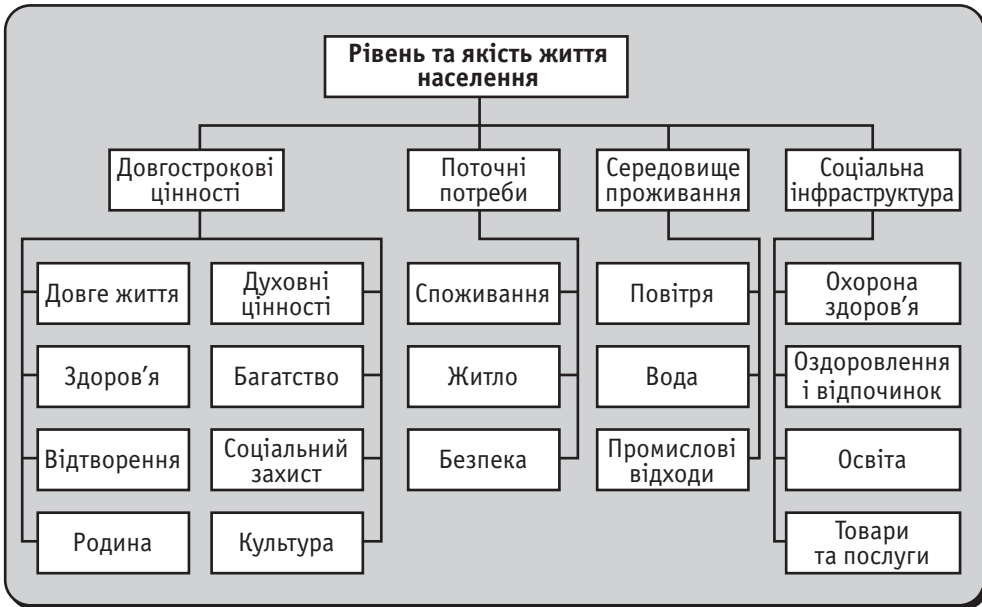 Рівень та якість життя
населення
Довгострокові
цінності
Поточні
потреби
Середовище
проживання
Соціальна
інфраструктура
Довге життя
Здоров'я
Відтворення
Родина
Духовні
цінності
Багатство
Соціальний
захист
Культура
Споживання
Житло
Безпека
Повітря
Вода
Промислові
відходи
Охорона
здоров'я
Оздоровлення
і відпочинок
Освіта
Товари
та послуги